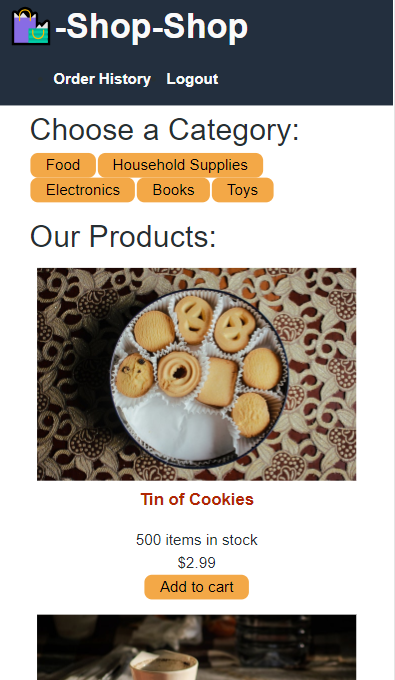 -Shop-Shop
Order History Logout
Choose a Category:
Food Household Supplies
Electronics Books Toys
Our Products:
Tin of Cookies
500 items in stock
$2.99
Add to cart